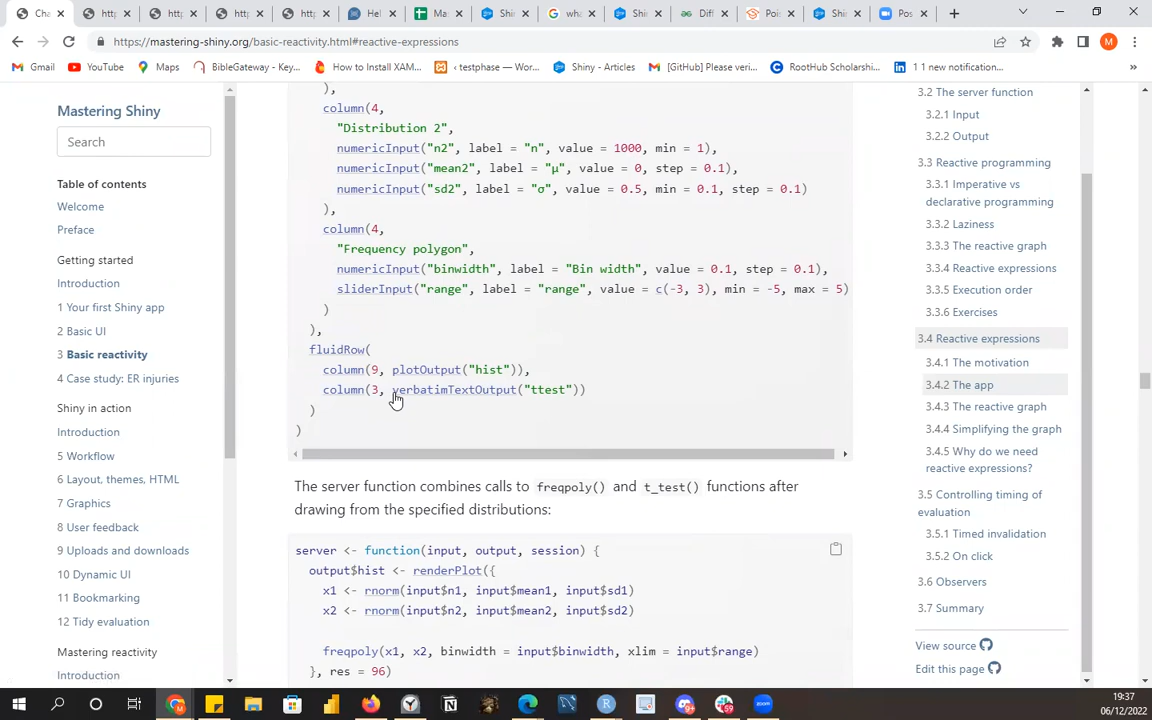 Cha
http
htt
http
http
Hel
Mas
Shin
wha
Shin
Diff
Pois
Shin
Pos
https://mastering-shiny.org/basic-reactivity.html#reactive-expressions
M
Gmail
YouTube
Maps
BibleGateway - Key...
How to Install XAM...
‹ testphase — Wor...
Shiny - Articles
[GitHub] Please veri...
RootHub Scholarshi...
1 1 new notification...
»
Mastering Shiny
Search
Table of contents
Welcome
Preface
Getting started
Introduction
1 Your first Shiny app
2 Basic UI
3 Basic reactivity
4 Case study: ER injuries
Shiny in action
Introduction
5 Workflow
6 Layout, themes, HTML
7 Graphics
8 User feedback
9 Uploads and downloads
10 Dynamic UI
11 Bookmarking
12 Tidy evaluation
Mastering reactivity
Introduction
),
column(4,
"Distribution 2",
numericInput("n2", label = "n", value = 1000, min = 1),
numericInput("mean2", label = "µ", value = 0, step = 0.1),
numericInput("sd2", label = "σ", value = 0.5, min = 0.1, step = 0.1)
),
column(4,
"Frequency polygon",
numericInput("binwidth", label = "Bin width", value = 0.1, step = 0.1),
sliderInput("range", label = "range", value = c(-3, 3), min = -5, max = 5)
)
),
fluidRow(
column(9, plotOutput("hist")),
column(3, verbatimTextOutput("ttest"))
)
)
The server function combines calls to freqpoly() and t_test() functions after
drawing from the specified distributions:
server <- function(input, output, session) {
output$hist <- renderPlot({
x1 <- rnorm(input$n1, input$mean1, input$sd1)
x2 <- rnorm(input$n2, input$mean2, input$sd2)
freqpoly(x1, x2, binwidth = input$binwidth, xlim = input$range)
}, res = 96)
3.2 The server function
3.2.1 Input
3.2.2 Output
3.3 Reactive programming
3.3.1 Imperative vs
declarative programming
3.3.2 Laziness
3.3.3 The reactive graph
3.3.4 Reactive expressions
3.3.5 Execution order
3.3.6 Exercises
3.4 Reactive expressions
3.4.1 The motivation
3.4.2 The app
3.4.3 The reactive graph
3.4.4 Simplifying the graph
3.4.5 Why do we need
reactive expressions?
3.5 Controlling timing of
evaluation
3.5.1 Timed invalidation
3.5.2 On click
3.6 Observers
3.7 Summary
View source
Edit this page
19:37
06/12/2022